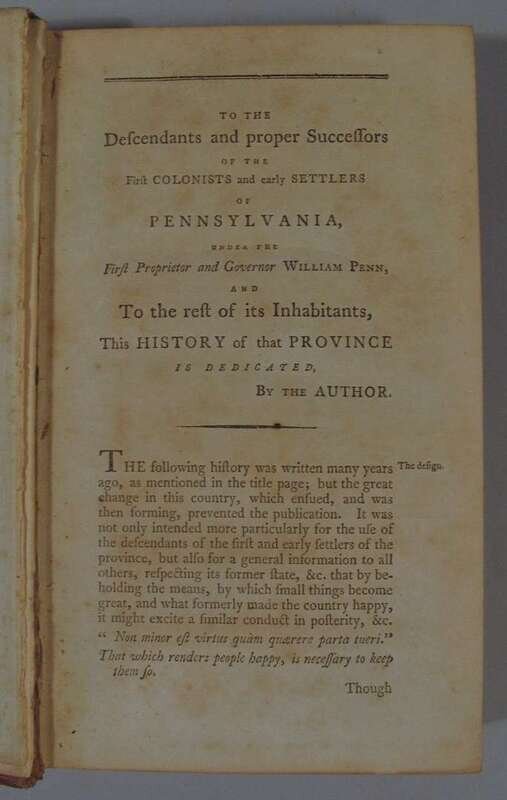 TO THE
Deſcendants and proper Succeſſors
OF THE
Firſt COLONISTS and early SETTLERS
OF
PENNSYLVANIA,
UNDER THE
Firſt Proprietor and Governor WILLIAM PENN,
AND
To the reſt of its Inhabitants,
This HISTORY of that PROVINCE
IS DEDICATED,
BY THE AUTHOR.
THE following hiſtory was written many years
The deſign.
ago, as mentioned in the title page; but the great
change in this country, which enſued, and was
then forming, prevented the publication. It was
not only intended more particularly for the uſe of
the deſcendants of the firſt and early ſettlers of the
province, but alſo for a general information to all
others, reſpecting its former ſtate, &c. that by be-
holding the means, by which ſmall things become
great, and what formerly made the country happy,
it might excite a ſimilar conduct in poſterity, &c.
“ Non minor eſt virtus quàm quærere parta tueri.”
That which renders people happy, is neceſſary to keep
them ſo.
Though